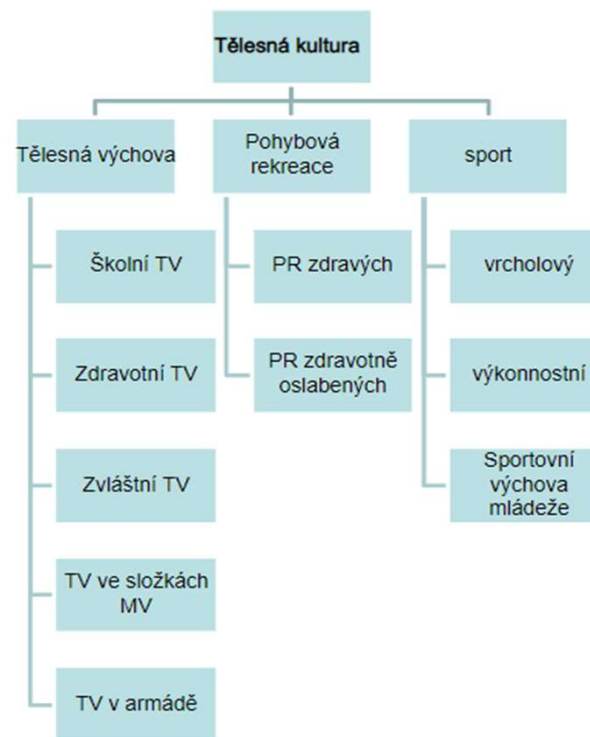 Tělesná kultura
Tělesná výchova
Pohybová
rekreace
sport
Školní TV
PR zdravých
vrcholový
Zdravotní TV
PR zdravotně
oslabených
výkonnostní
Zvláštní TV
Sportovní
výchova
mládeže
TV ve složkách
MV
TV v armádě